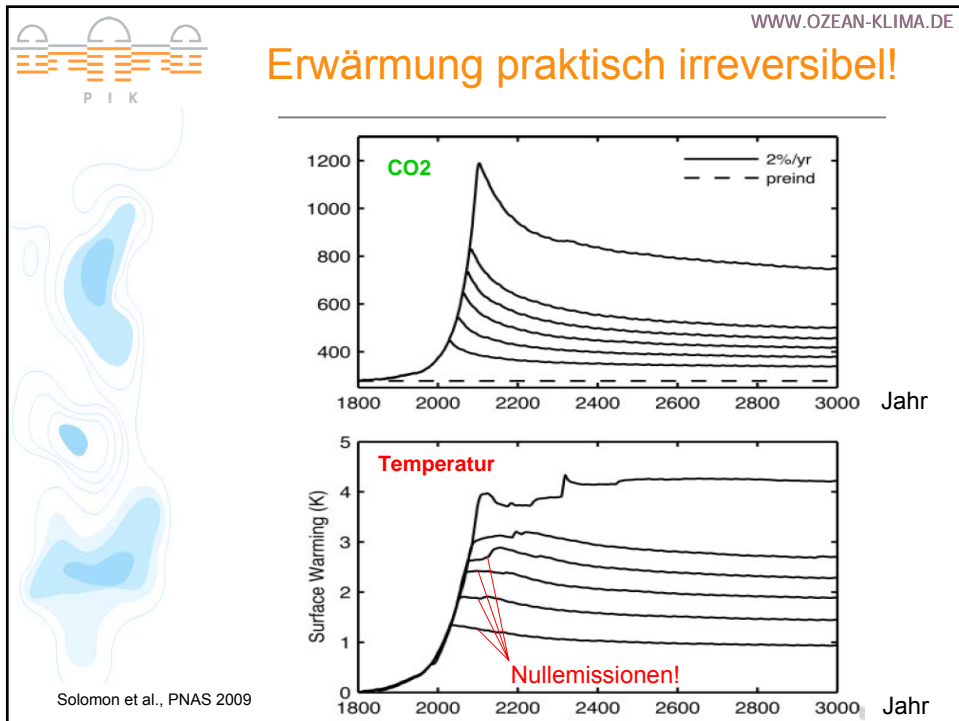 WWW.OZEAN-KLIMA.DE
P I K
Erwärmung praktisch irreversibel!
CO2
2%/yr
preind
1200
1000
800
600
400
1800 2000 2200 2400 2600 2800 3000 Jahr
Temperatur
Surface Warming (K)
5
4
3
2
1
0
Nullemissionen!
1800 2000 2200 2400 2600 2800 3000 Jahr
Solomon et al., PNAS 2009